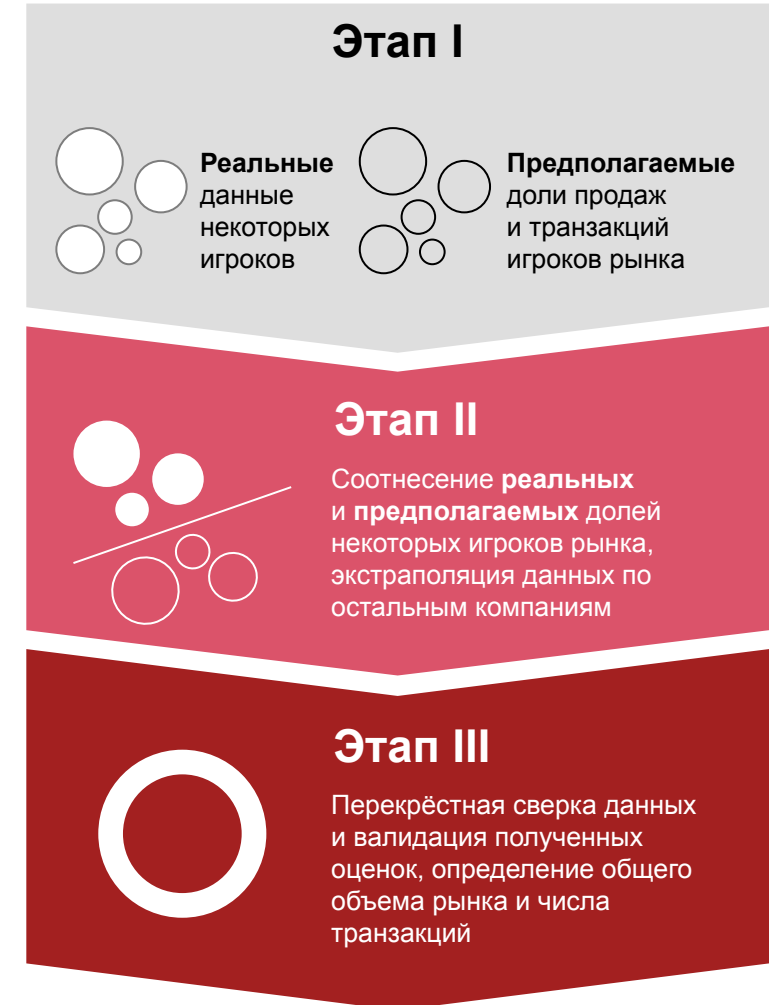 Этап I
Реальные
данные
некоторых
игроков
Предполагаемые
доли продаж
и транзакций
игроков рынка
Этап II
Соотнесение реальных
и предполагаемых долей
некоторых игроков рынка,
экстраполяция данных по
остальным компаниям
Этап III
Перекрёстная сверка данных
и валидация полученных
оценок, определение общего
объема рынка и числа
транзакций